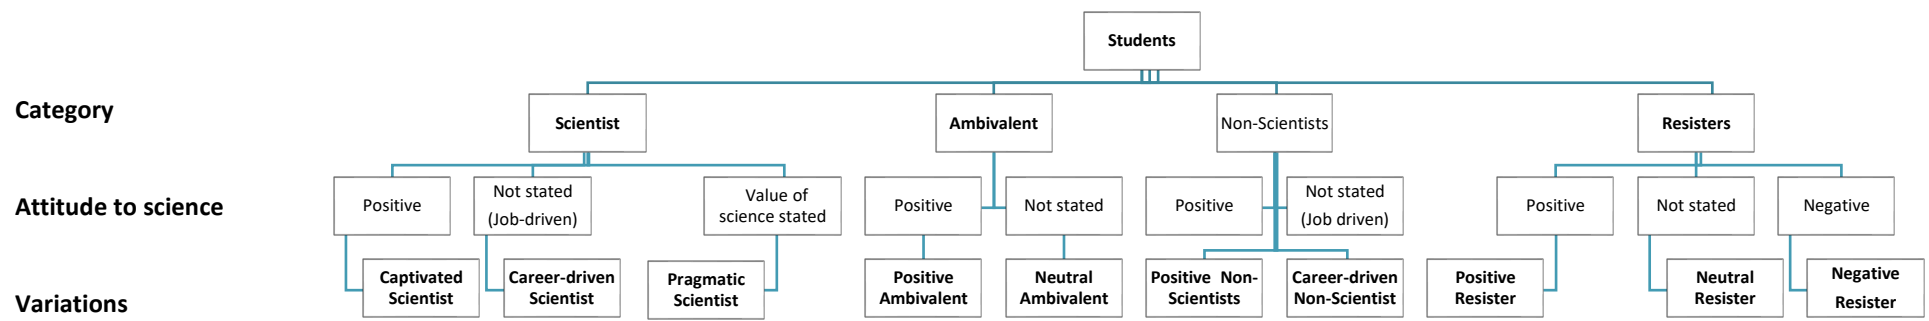 Students
Category
Scientist
Ambivalent
Non-Scientists
Resisters
Attitude to science
Positive
Not stated
(Job-driven)
Value of
science stated
Positive
Not stated
Positive
Not stated
(Job driven)
Positive
Not stated
Negative
Variations
Captivated
Scientist
Career-driven
Scientist
Pragmatic
Scientist
Positive
Ambivalent
Neutral
Ambivalent
Positive Non-
Scientists
Career-driven
Non-Scientist
Positive
Resister
Neutral
Resister
Negative
Resister